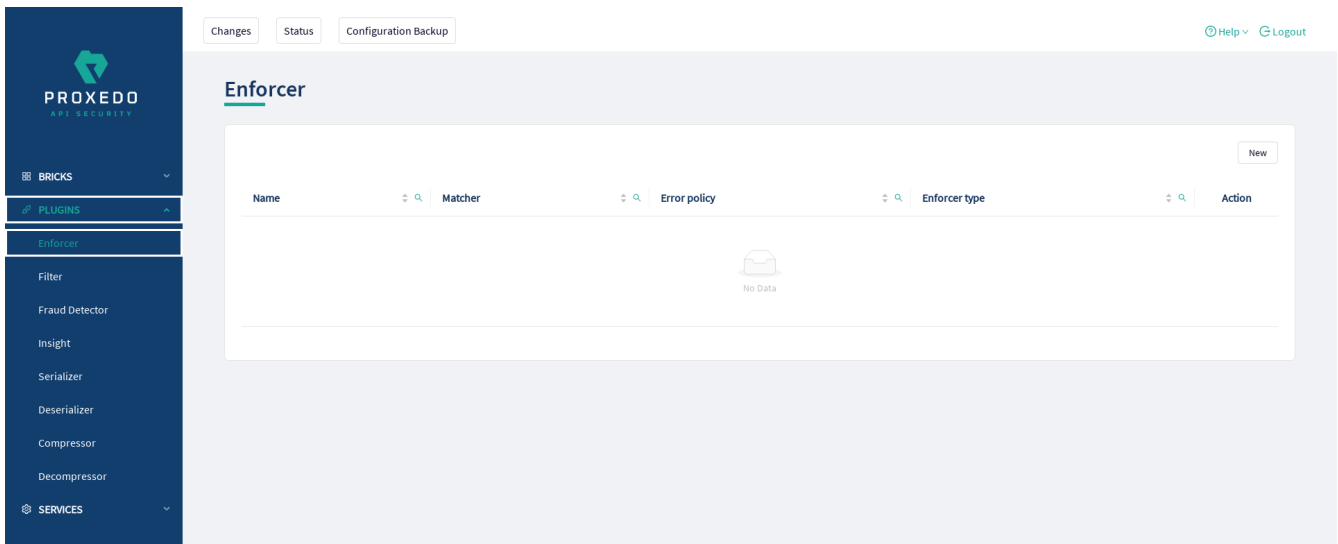 Changes Status Configuration Backup Help Logout
PROXEDO
API SECURITY
Enforcer
New
BRICKS
PLUGINS
Enforcer
Filter
Fraud Detector
Insight
Serializer
Deserializer
Compressor
Decompressor
SERVICES
Name Matcher Error policy Enforcer type Action
No Data